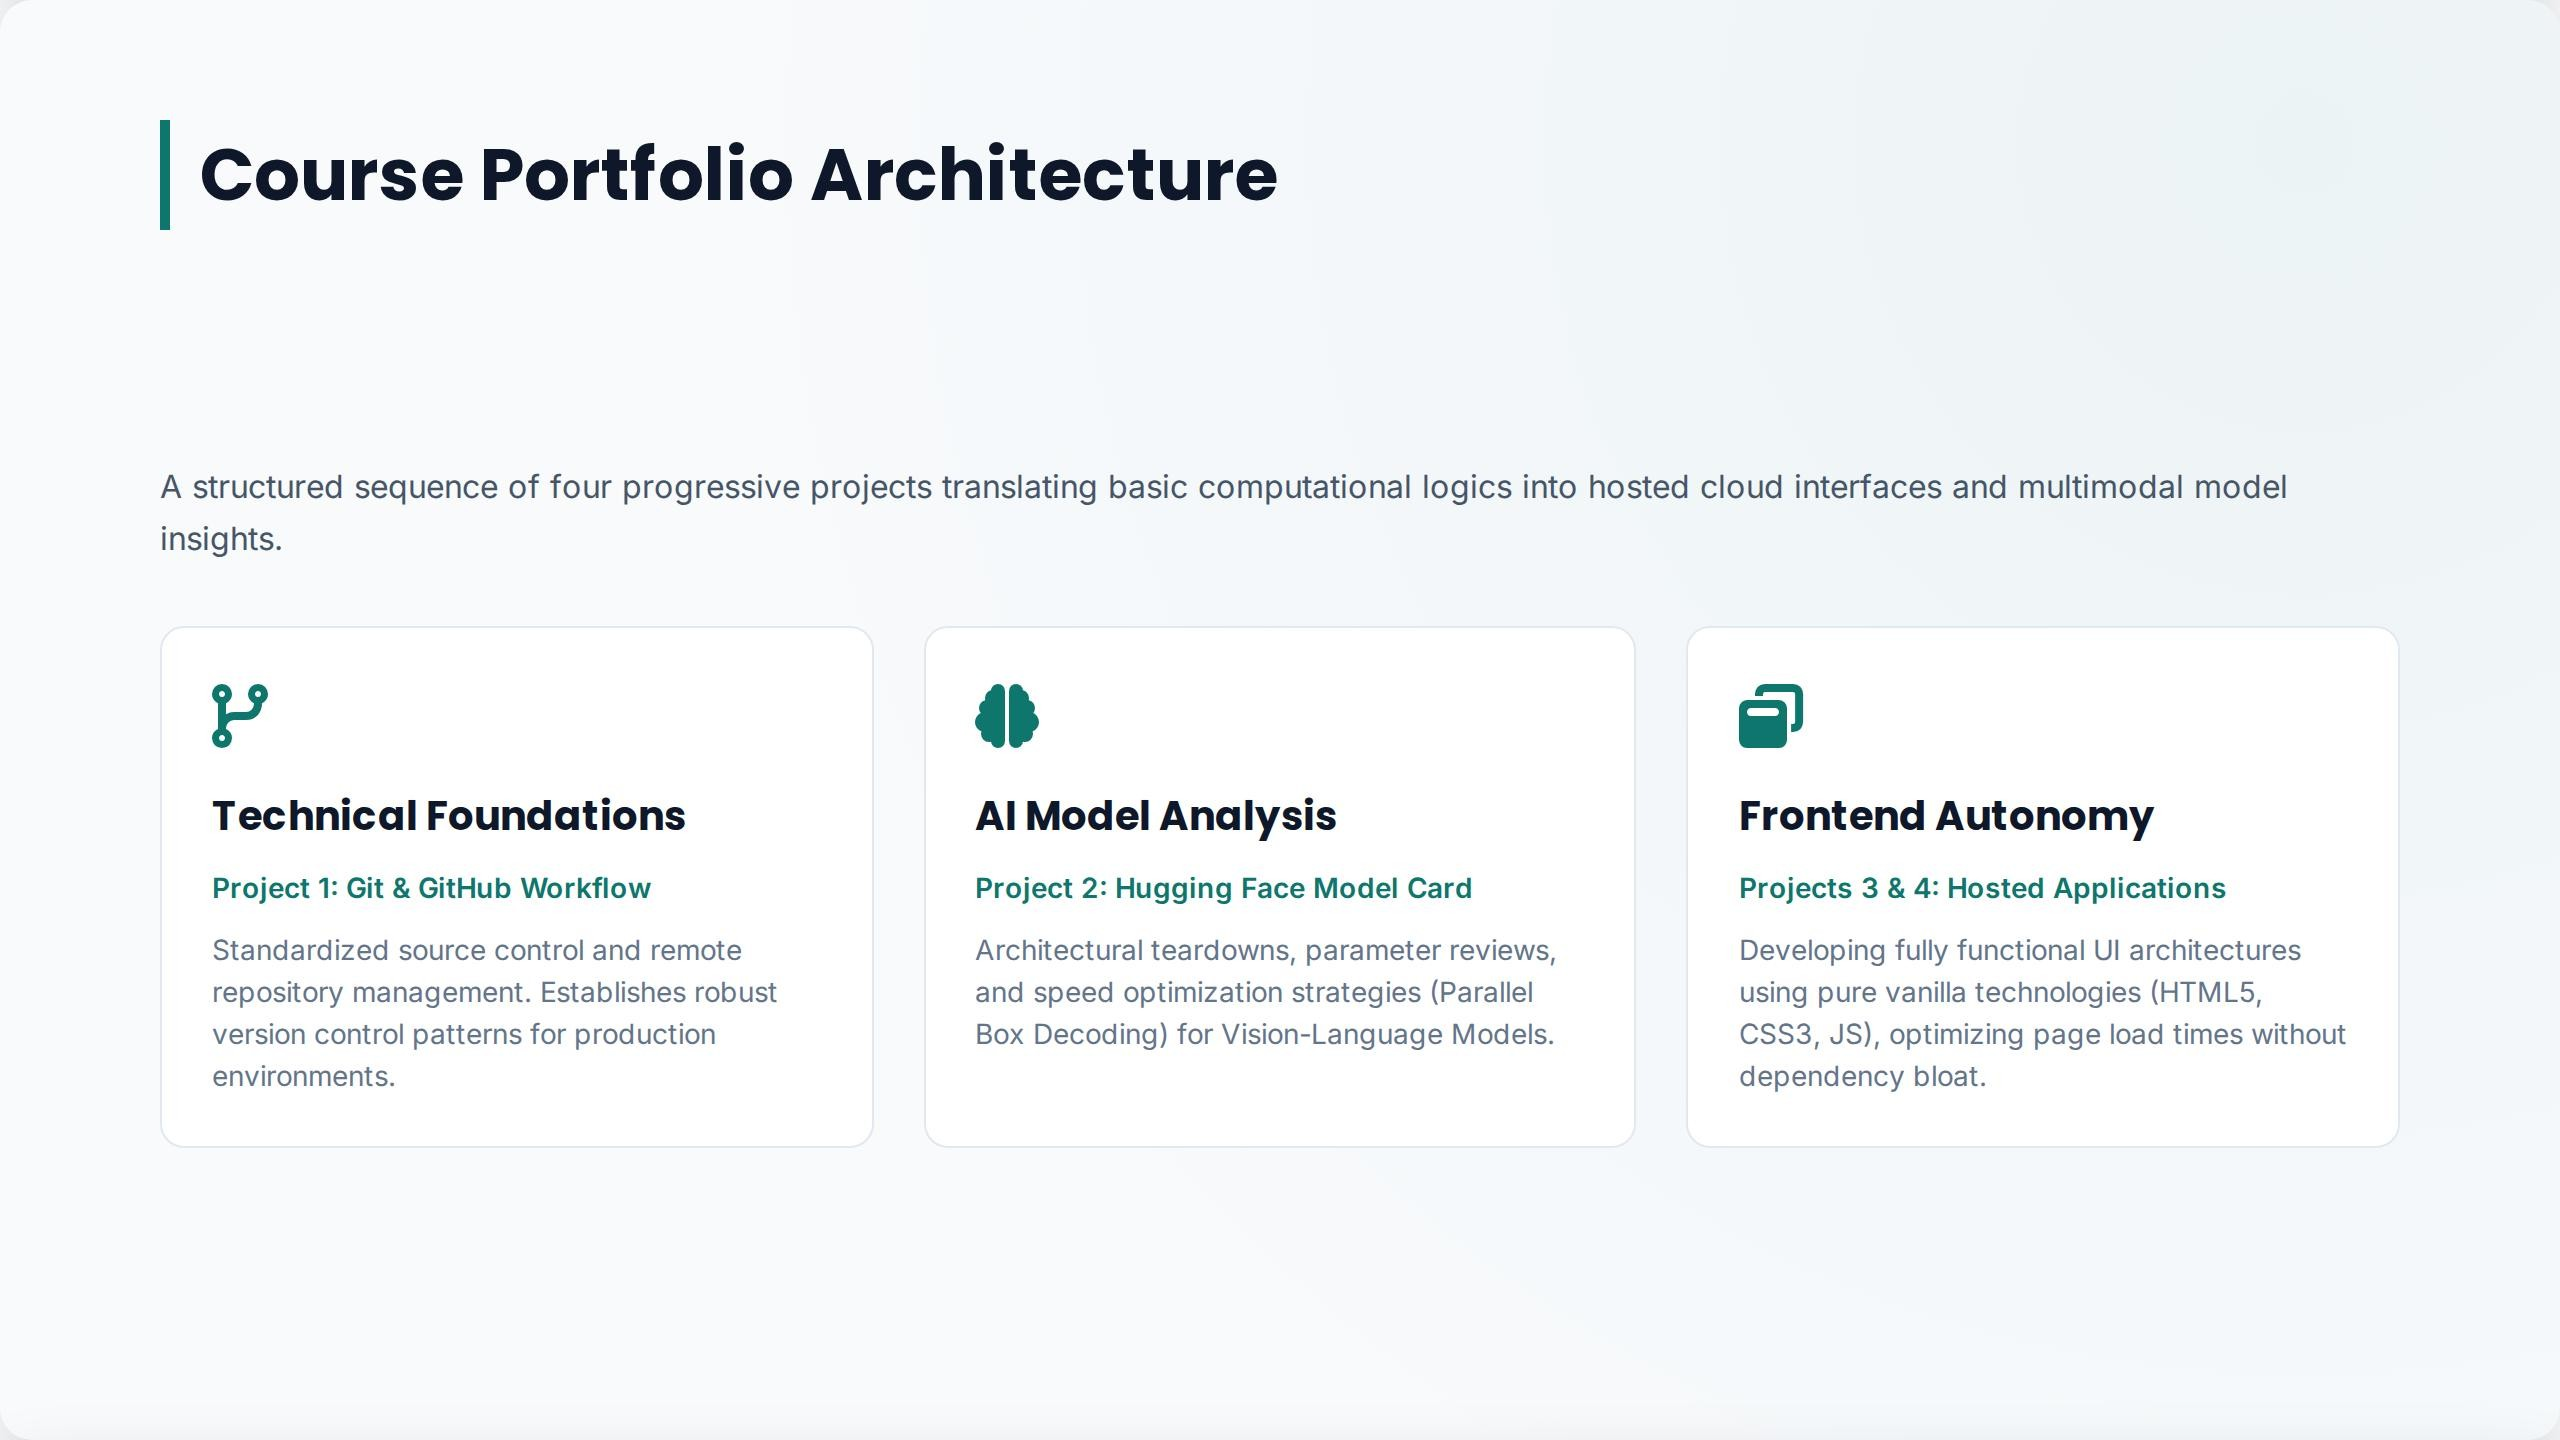 Course Portfolio Architecture
A structured sequence of four progressive projects translating basic computational logics into hosted cloud interfaces and multimodal model
insights.
Technical Foundations
Project 1: Git & GitHub Workflow
Standardized source control and remote
repository management. Establishes robust
version control patterns for production
environments.
AI Model Analysis
Project 2: Hugging Face Model Card
Architectural teardowns, parameter reviews,
and speed optimization strategies (Parallel
Box Decoding) for Vision-Language Models.
Frontend Autonomy
Projects 3 & 4: Hosted Applications
Developing fully functional UI architectures
using pure vanilla technologies (HTML5,
CSS3, JS), optimizing page load times without
dependency bloat.